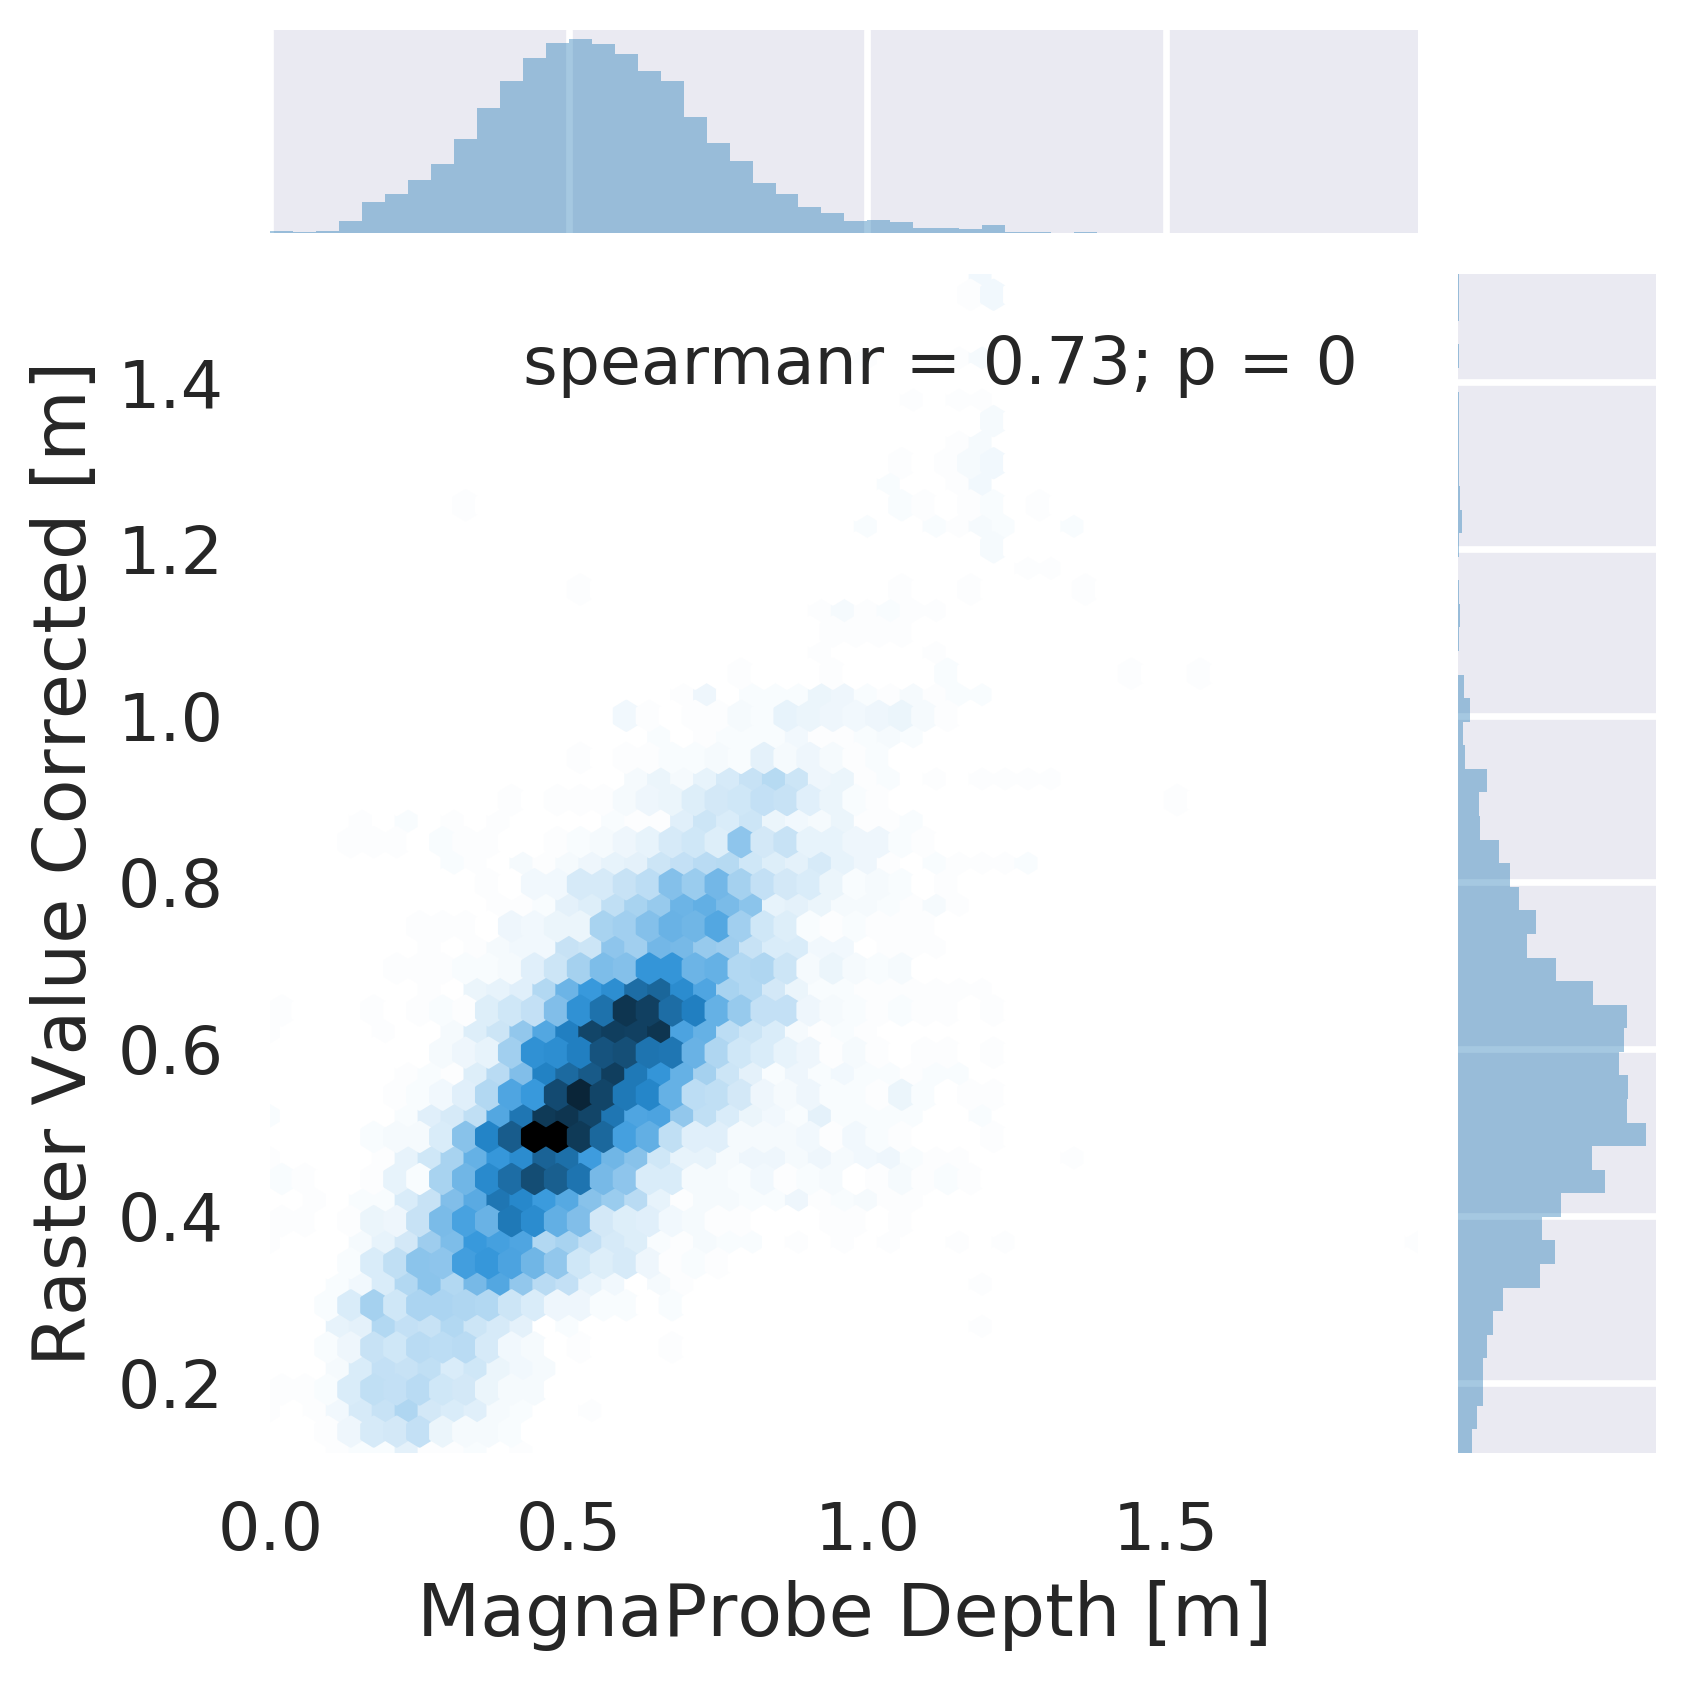 spearmanr = 0.73; p = 0
Raster Value Corrected [m]
1.4
1.2
1.0
0.8
0.6
0.4
0.2
0.0 0.5 1.0 1.5
MagnaProbe Depth [m]